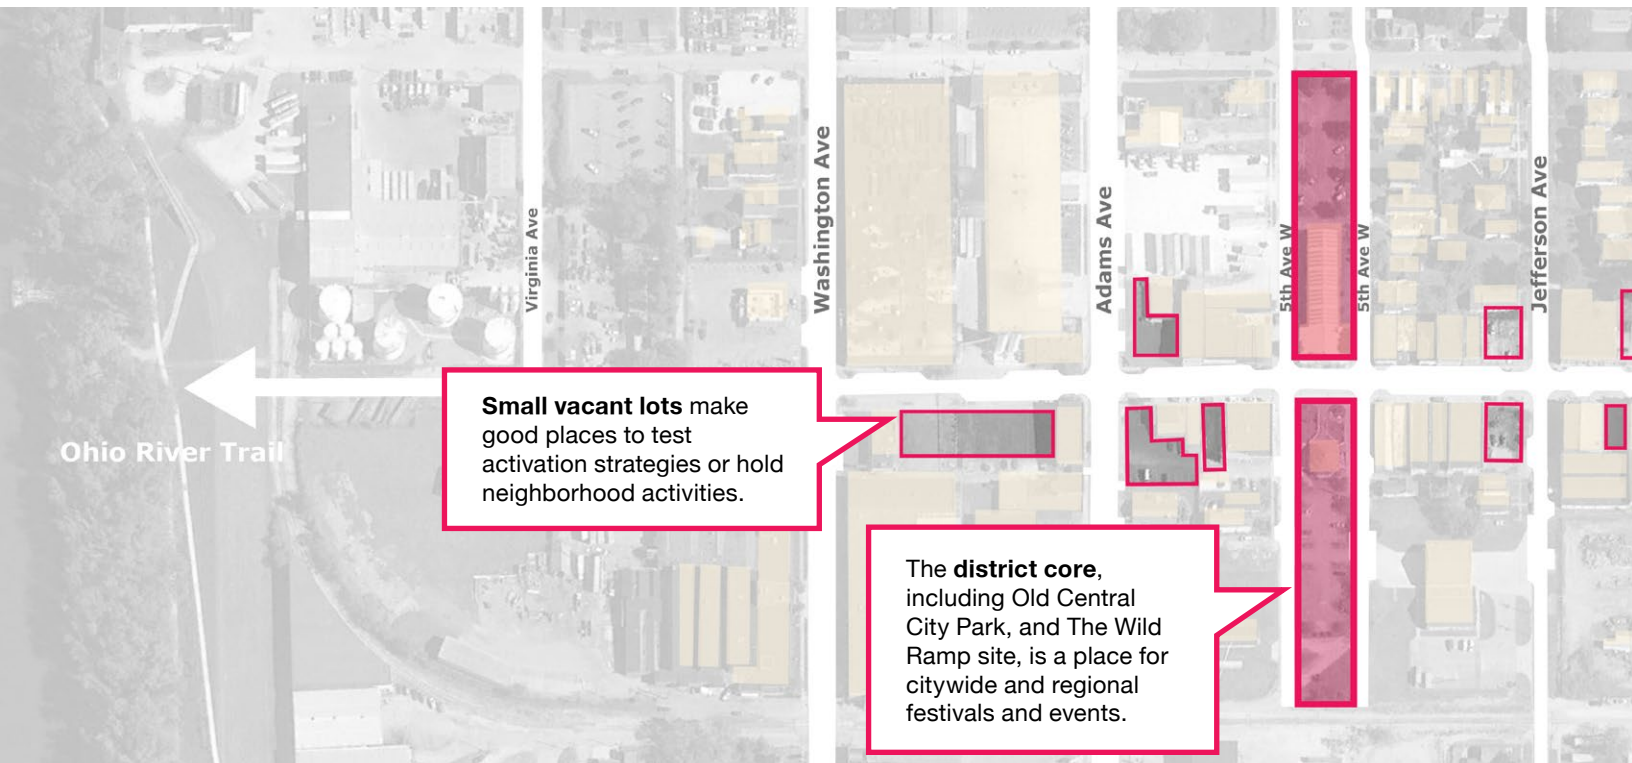 Virginia Ave
Washington Ave
Adams Ave
5th Ave W
5th Ave W
Jefferson Ave
Ohio River Trail
Small vacant lots make
good places to test
activation strategies or hold
neighborhood activities.
The district core,
including Old Central
City Park, and The Wild
Ramp site, is a place for
citywide and regional
festivals and events.